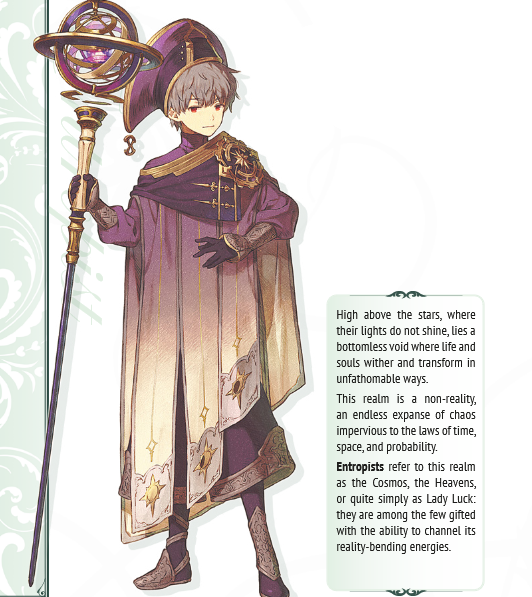 High above the stars, where
their lights do not shine, lies a
bottomless void where life and
souls wither and transform in
unfathomable ways.
This realm is a non-reality,
an endless expanse of chaos
impervious to the laws of time,
space, and probability.
Entropists refer to this realm
as the Cosmos, the Heavens,
or quite simply as Lady Luck:
they are among the few gifted
with the ability to channel its
reality-bending energies.